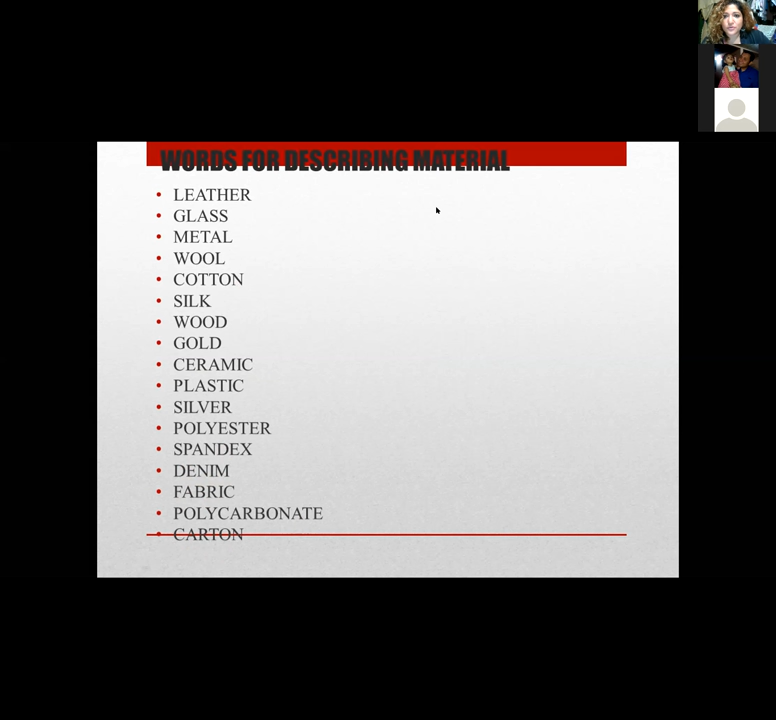 WORDS FOR DESCRIBING MATERIAL
• LEATHER
• GLASS
• METAL
• WOOL
• COTTON
• SILK
• WOOD
• GOLD
• CERAMIC
• PLASTIC
• SILVER
• POLYESTER
• SPANDEX
• DENIM
• FABRIC
• POLYCARBONATE
• CARTON